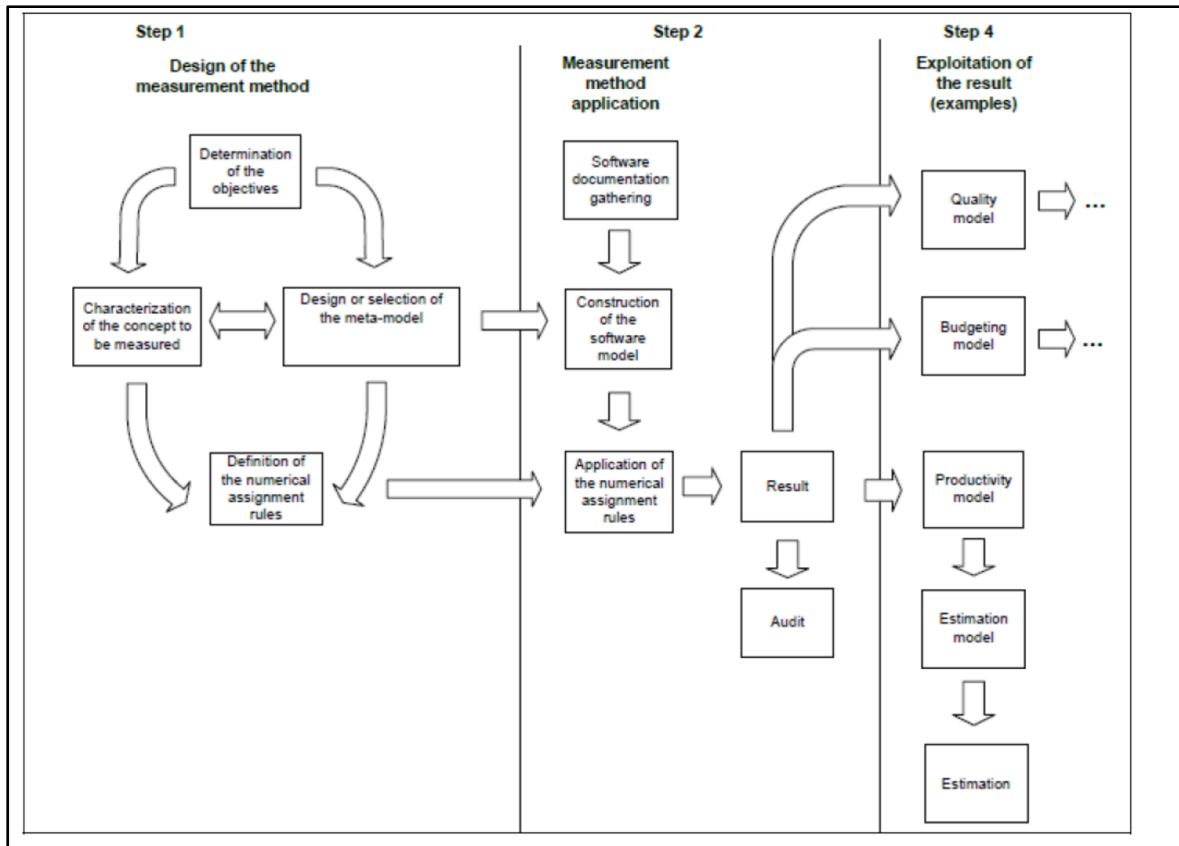 Step 1
Design of the
measurement method
Determination
of the
objectives
Characterization
of the concept to
be measured
Design or selection of
the meta-model
Definition of
the numerical
assignment
rules
Step 2
Measurement
method
application
Software
documentation
gathering
Construction
of the
software
model
Application of
the numerical
assignment
rules
Result
Audit
Step 4
Exploitation of
the result
(examples)
Quality
model
...
Budgeting
model
...
Productivity
model
Estimation
model
Estimation